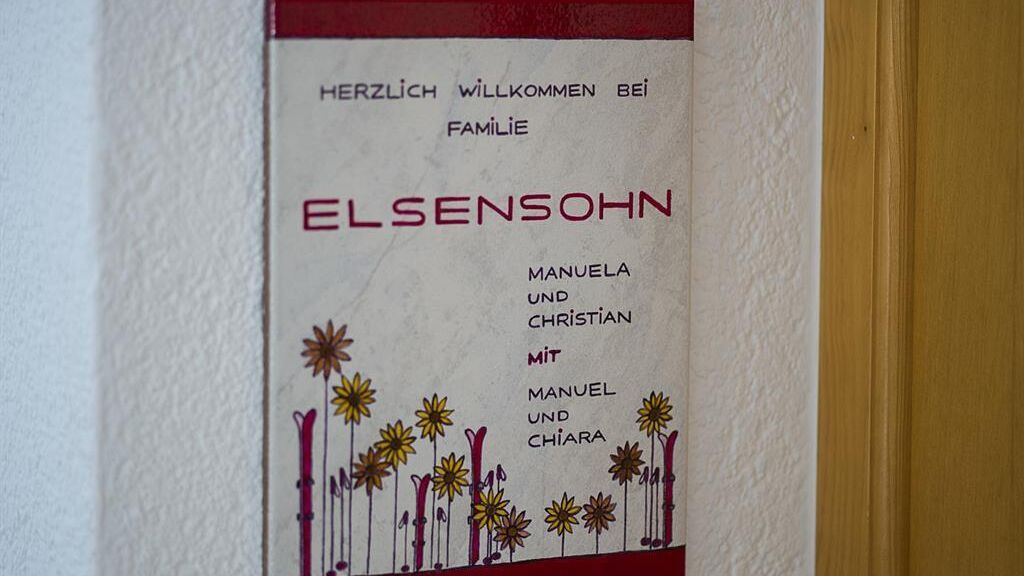 HERZLICH WILLKOMMEN BEI
FAMILIE
ELSENSOHN
MANUELA
UND
CHRISTIAN
MIT
MANUEL
UND
CHIARA